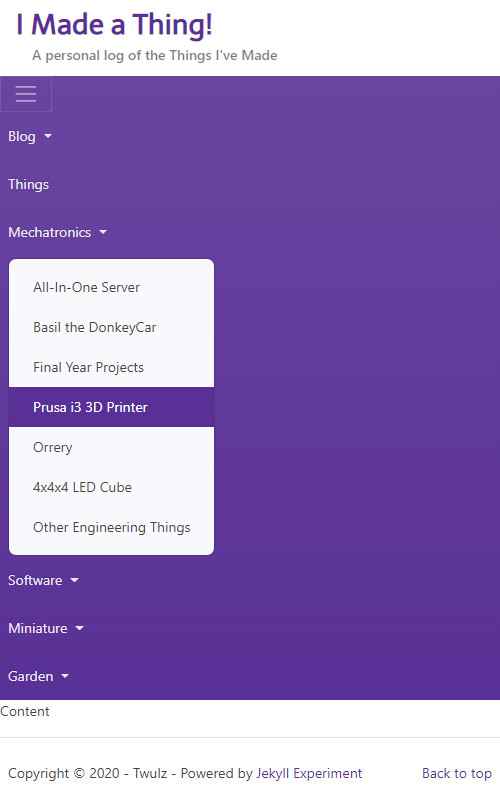 I Made a Thing!
A personal log of the Things I've Made
Blog
Things
Mechatronics
All-In-One Server
Basil the DonkeyCar
Final Year Projects
Prusa i3 3D Printer
Orrery
4x4x4 LED Cube
Other Engineering Things
Software
Miniature
Garden
Content
Copyright © 2020 - Twulz - Powered by Jekyll Experiment Back to top